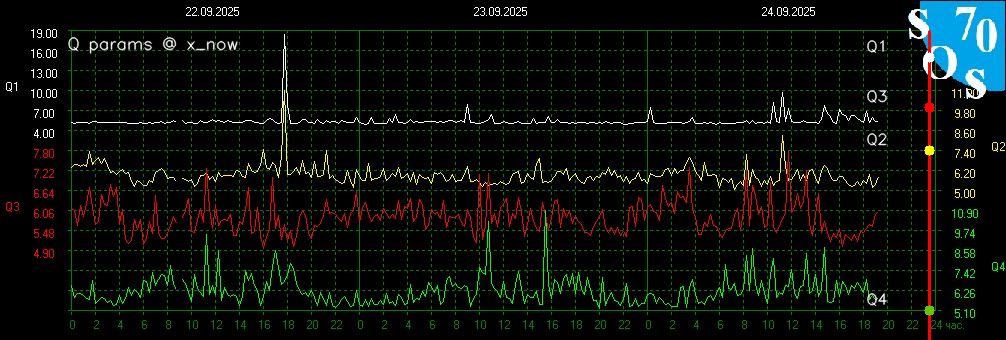 22.09.2025 23.09.2025 24.09.2025
SOS 70
Q params @ x_now
Q1
Q3
Q2
Q4
Q1
19.00
16.00
13.00
10.00
7.00
4.00
Q3
7.80
7.22
6.64
6.06
5.48
4.90
11.00
9.80
8.60
7.40
6.20
5.00
Q2
10.90
9.74
8.58
7.42
6.26
5.10
Q4
0 2 4 6 8 10 12 14 16 18 20 22 0 2 4 6 8 10 12 14 16 18 20 22 0 2 4 6 8 10 12 14 16 18 20 22 24 час.